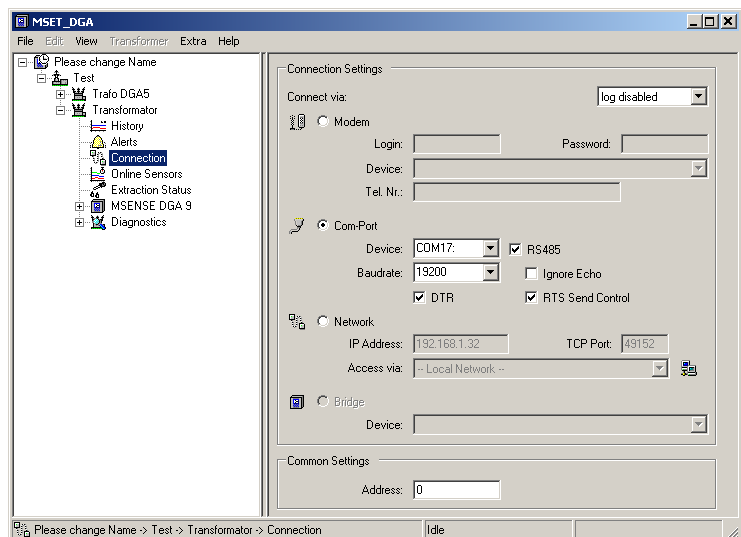 MSET_DGA
File Edit View Transformer Extra Help
Please change Name
Test
Trafo DGA5
Transformator
History
Alerts
Connection
Online Sensors
Extraction Status
MSENSE DGA 9
Diagnostics
Connection Settings
Connect via: log disabled
Modem
Login: Password:
Device:
Tel. Nr.:
Com-Port
Device: COM17: RS485
Baudrate: 19200 Ignore Echo
DTR RTS Send Control
Network
IP Address: 192.168.1.32 TCP Port: 49152
Access via: -- Local Network --
Bridge
Device:
Common Settings
Address: 0
Please change Name -> Test -> Transformator -> Connection Idle